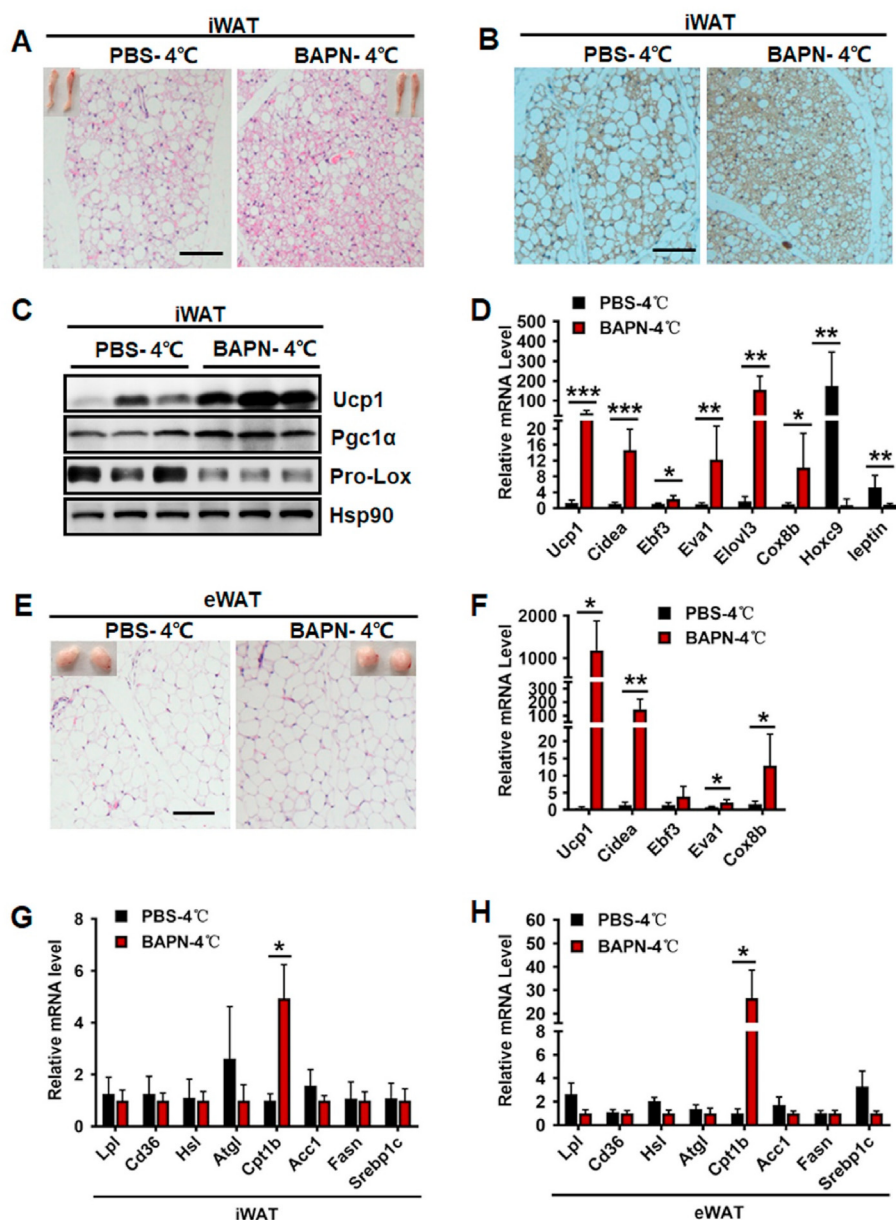 A
iWAT
PBS- 4℃
BAPN- 4℃
B
iWAT
PBS- 4℃
BAPN- 4℃
C
iWAT
PBS- 4℃
BAPN- 4℃
Ucp1
Pgc1α
Pro-Lox
Hsp90
D
PBS-4℃
BAPN-4℃
Relative mRNA Level
500
400
300
200
100
20
16
12
8
4
0
***
***
*
**
**
*
**
**
Ucp1
Cidea
Ebf3
Eva1
Elovl3
Cox8b
Hoxc9
leptin
E
eWAT
PBS- 4℃
BAPN- 4℃
F
PBS-4℃
BAPN-4℃
Relative mRNA Level
2000
1000
300
200
100
25
20
15
10
5
0
*
**
*
*
Ucp1
Cidea
Ebf3
Eva1
Cox8b
G
PBS-4℃
BAPN-4℃
Relative mRNA level
8
6
4
2
0
*
Lpl
Cd36
Hsl
Atgl
Cpt1b
Acc1
Fasn
Srebp1c
iWAT
H
PBS-4℃
BAPN-4℃
Relative mRNA Level
60
50
40
30
20
10
8
6
4
2
0
*
Lpl
Cd36
Hsl
Atgl
Cpt1b
Acc1
Fasn
Srebp1c
eWAT